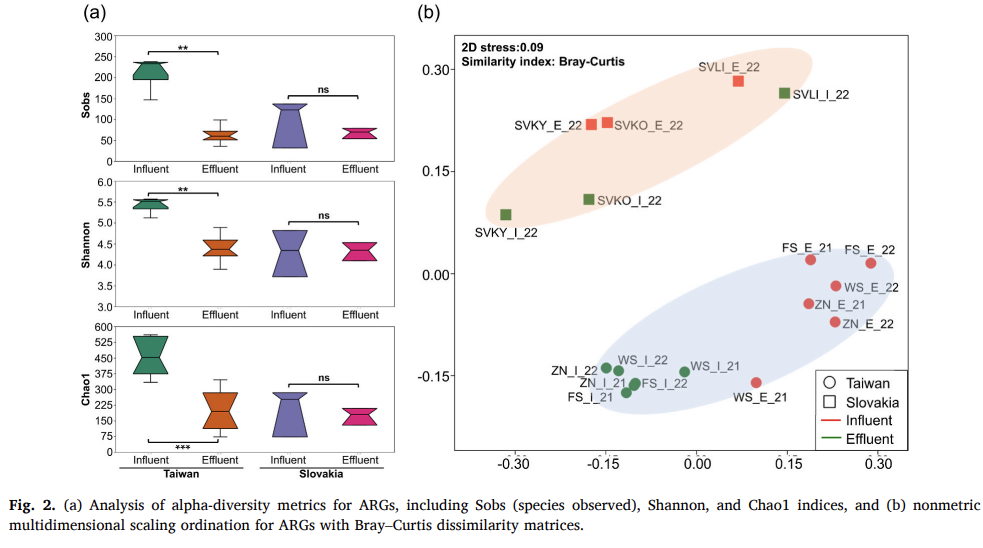 (a)
300
250
200
150
100
50
0
Sobs
**
ns
Influent
Effluent
Influent
Effluent
6.0
5.5
5.0
4.5
4.0
3.5
3.0
Shannon
**
ns
Influent
Effluent
Influent
Effluent
600
525
450
375
300
225
150
75
0
Chao1
***
ns
Influent
Effluent
Influent
Effluent
Taiwan
Slovakia
(b)
2D stress:0.09
Similarity index: Bray-Curtis
0.30
0.15
0.00
-0.15
-0.30
-0.15
0.00
0.15
0.30
SVLI_E_22
SVLI_I_22
SVKY_E_22
SVKO_E_22
SVKO_I_22
SVKY_I_22
FS_E_21
FS_E_22
WS_E_22
ZN_E_21
ZN_E_22
WS_I_22
WS_I_21
ZN_I_22
ZN_I_21
FS_I_22
FS_I_21
WS_E_21
Taiwan
Slovakia
Influent
Effluent
Fig. 2. (a) Analysis of alpha-diversity metrics for ARGs, including Sobs (species observed), Shannon, and Chao1 indices, and (b) nonmetric
multidimensional scaling ordination for ARGs with Bray–Curtis dissimilarity matrices.